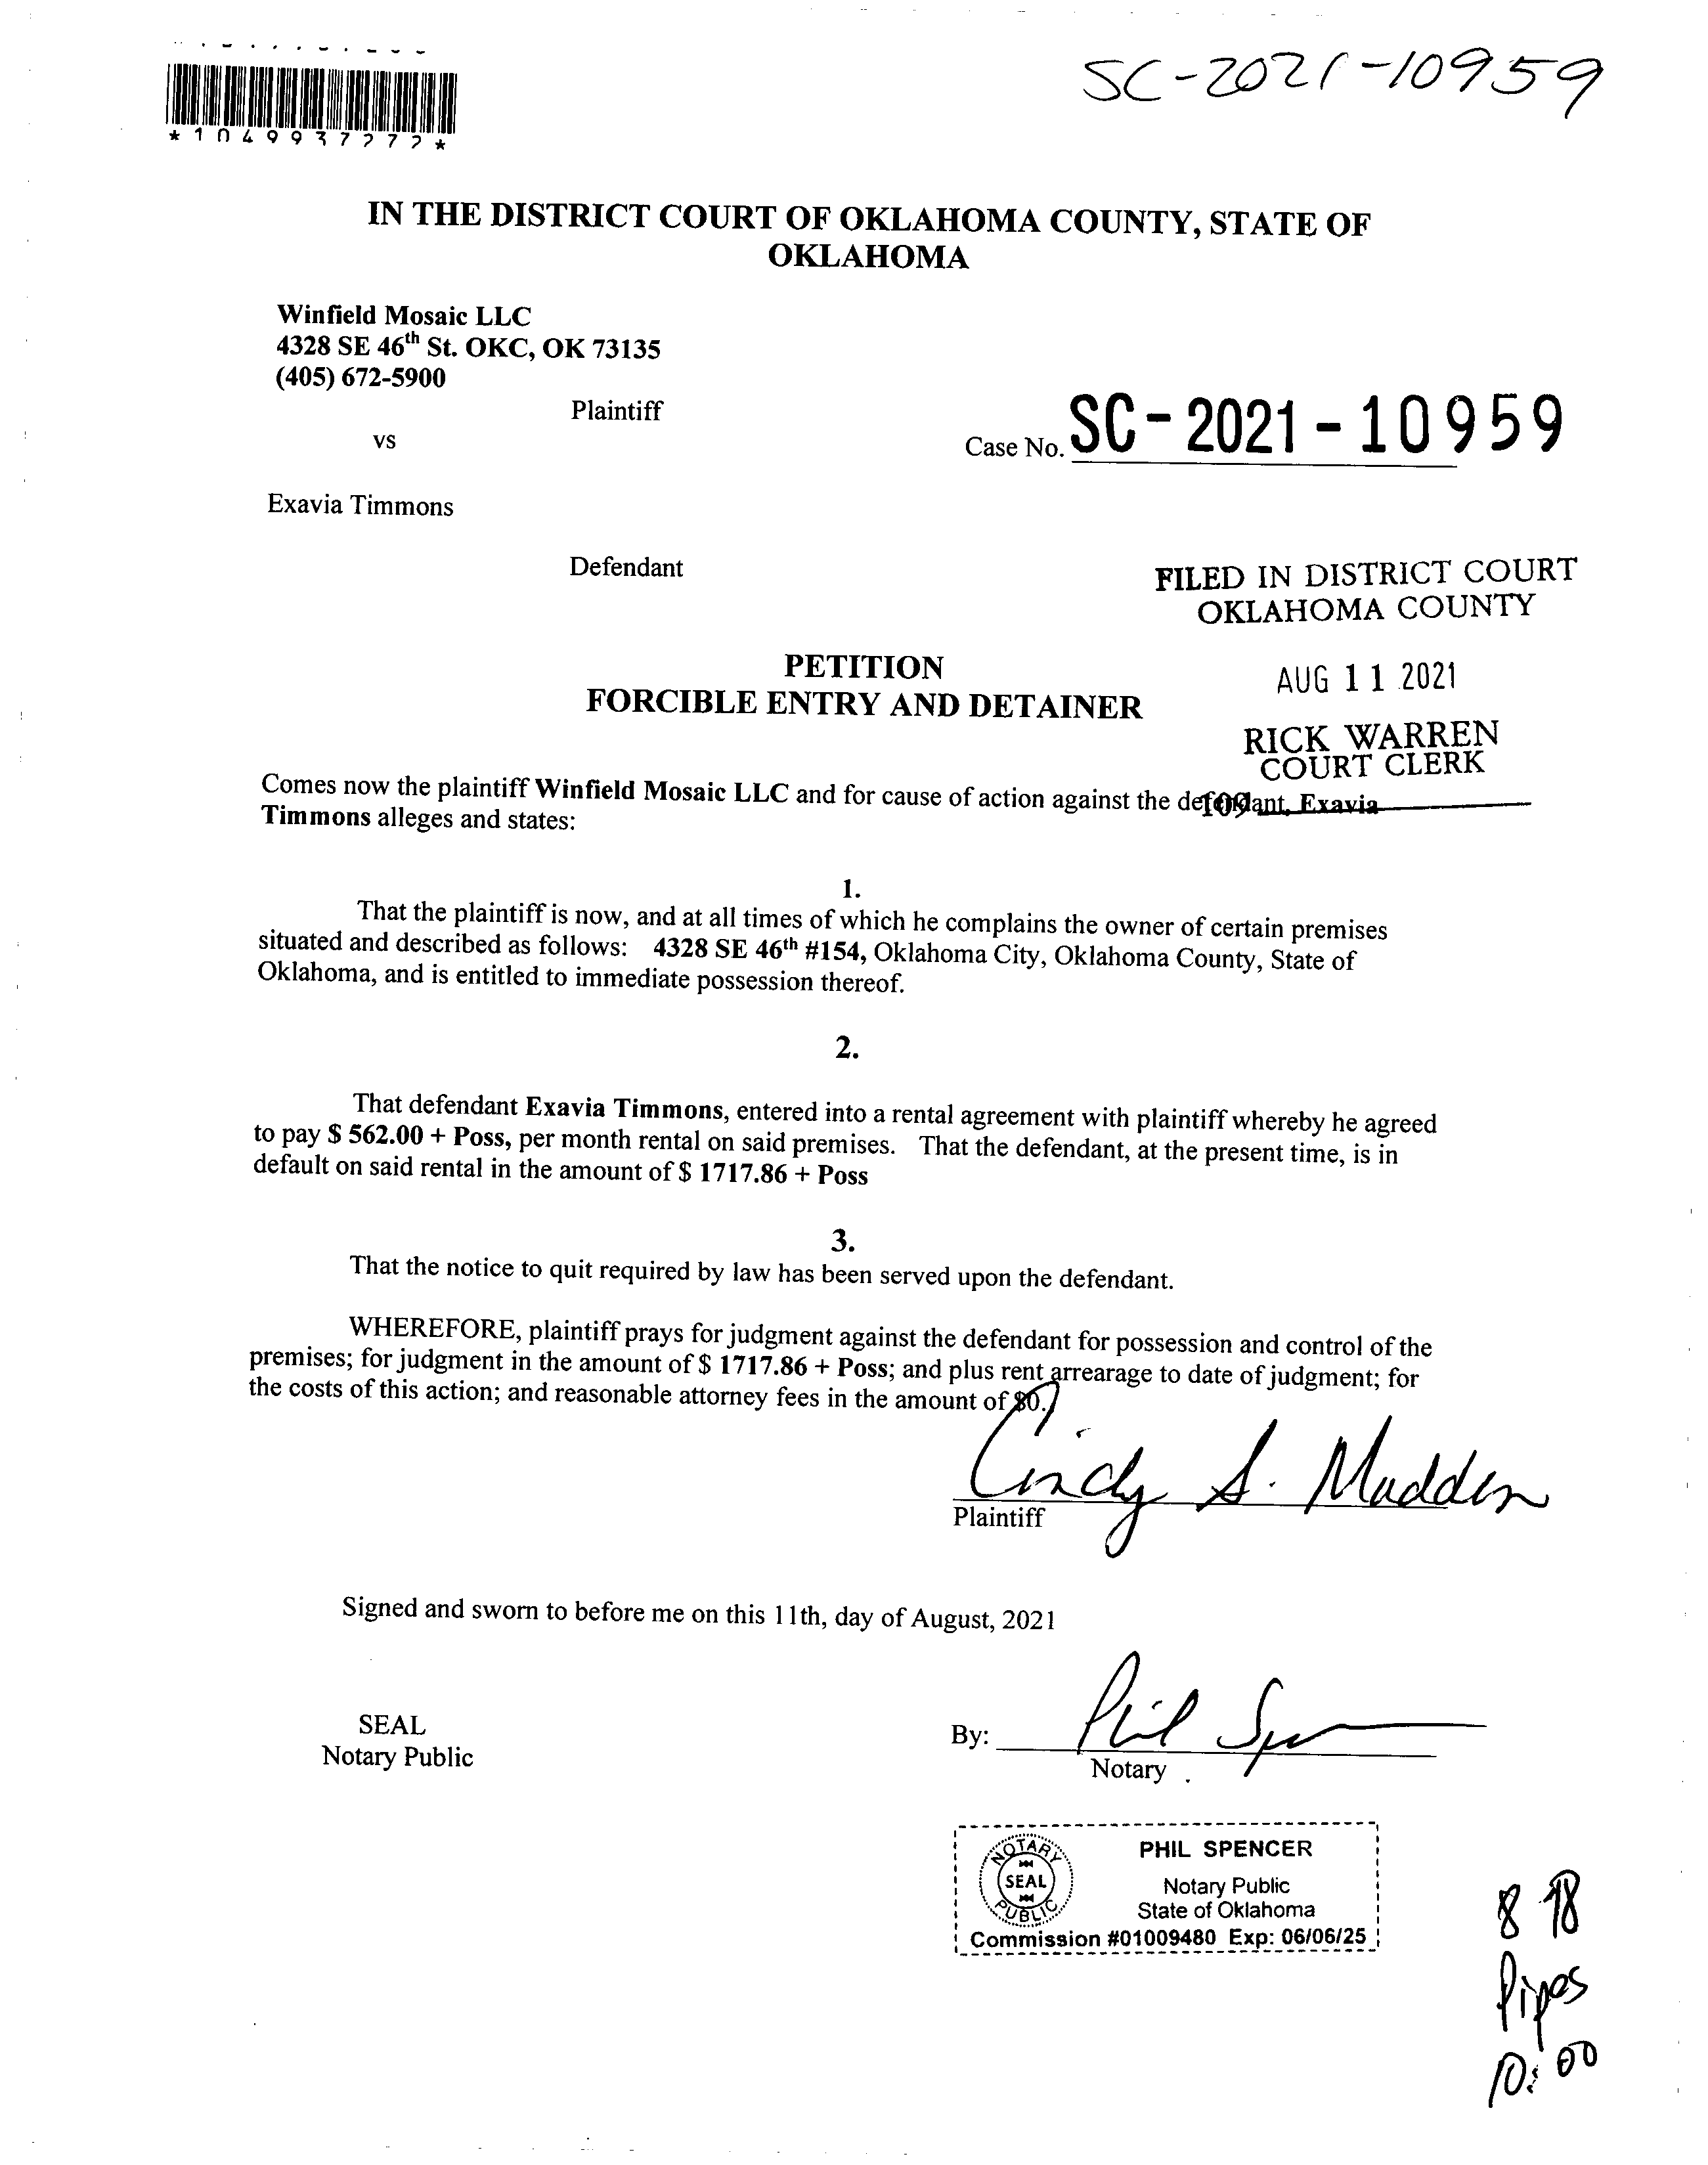 SC-2021-10959
IN THE DISTRICT COURT OF OKLAHOMA COUNTY, STATE OF
OKLAHOMA
Winfield Mosaic LLC
4328 SE 46th St. OKC, OK 73135
(405) 672-5900
Plaintiff
vs
Case No. SC-2021-10959
Exavia Timmons
Defendant
FILED IN DISTRICT COURT
OKLAHOMA COUNTY
AUG 11 2021
RICK WARREN
COURT CLERK
109
PETITION
FORCIBLE ENTRY AND DETAINER
Comes now the plaintiff Winfield Mosaic LLC and for cause of action against the defendant, Exavia
Timmons alleges and states:
1.
That the plaintiff is now, and at all times of which he complains the owner of certain premises
situated and described as follows: 4328 SE 46th #154, Oklahoma City, Oklahoma County, State of
Oklahoma, and is entitled to immediate possession thereof.
2.
That defendant Exavia Timmons, entered into a rental agreement with plaintiff whereby he agreed
to pay $ 562.00 + Poss, per month rental on said premises. That the defendant, at the present time, is in
default on said rental in the amount of $ 1717.86 + Poss
3.
That the notice to quit required by law has been served upon the defendant.
WHEREFORE, plaintiff prays for judgment against the defendant for possession and control of the
premises; for judgment in the amount of $ 1717.86 + Poss; and plus rent arrearage to date of judgment; for
the costs of this action; and reasonable attorney fees in the amount of $0.
Cindy S. Madden
Plaintiff
Signed and sworn to before me on this 11th, day of August, 2021
SEAL
Notary Public
By: Phil Spencer
Notary
NOTARY
SEAL
PUBLIC
PHIL SPENCER
Notary Public
State of Oklahoma
Commission #01009480 Exp: 06/06/25
8 18
Pipes
10:00